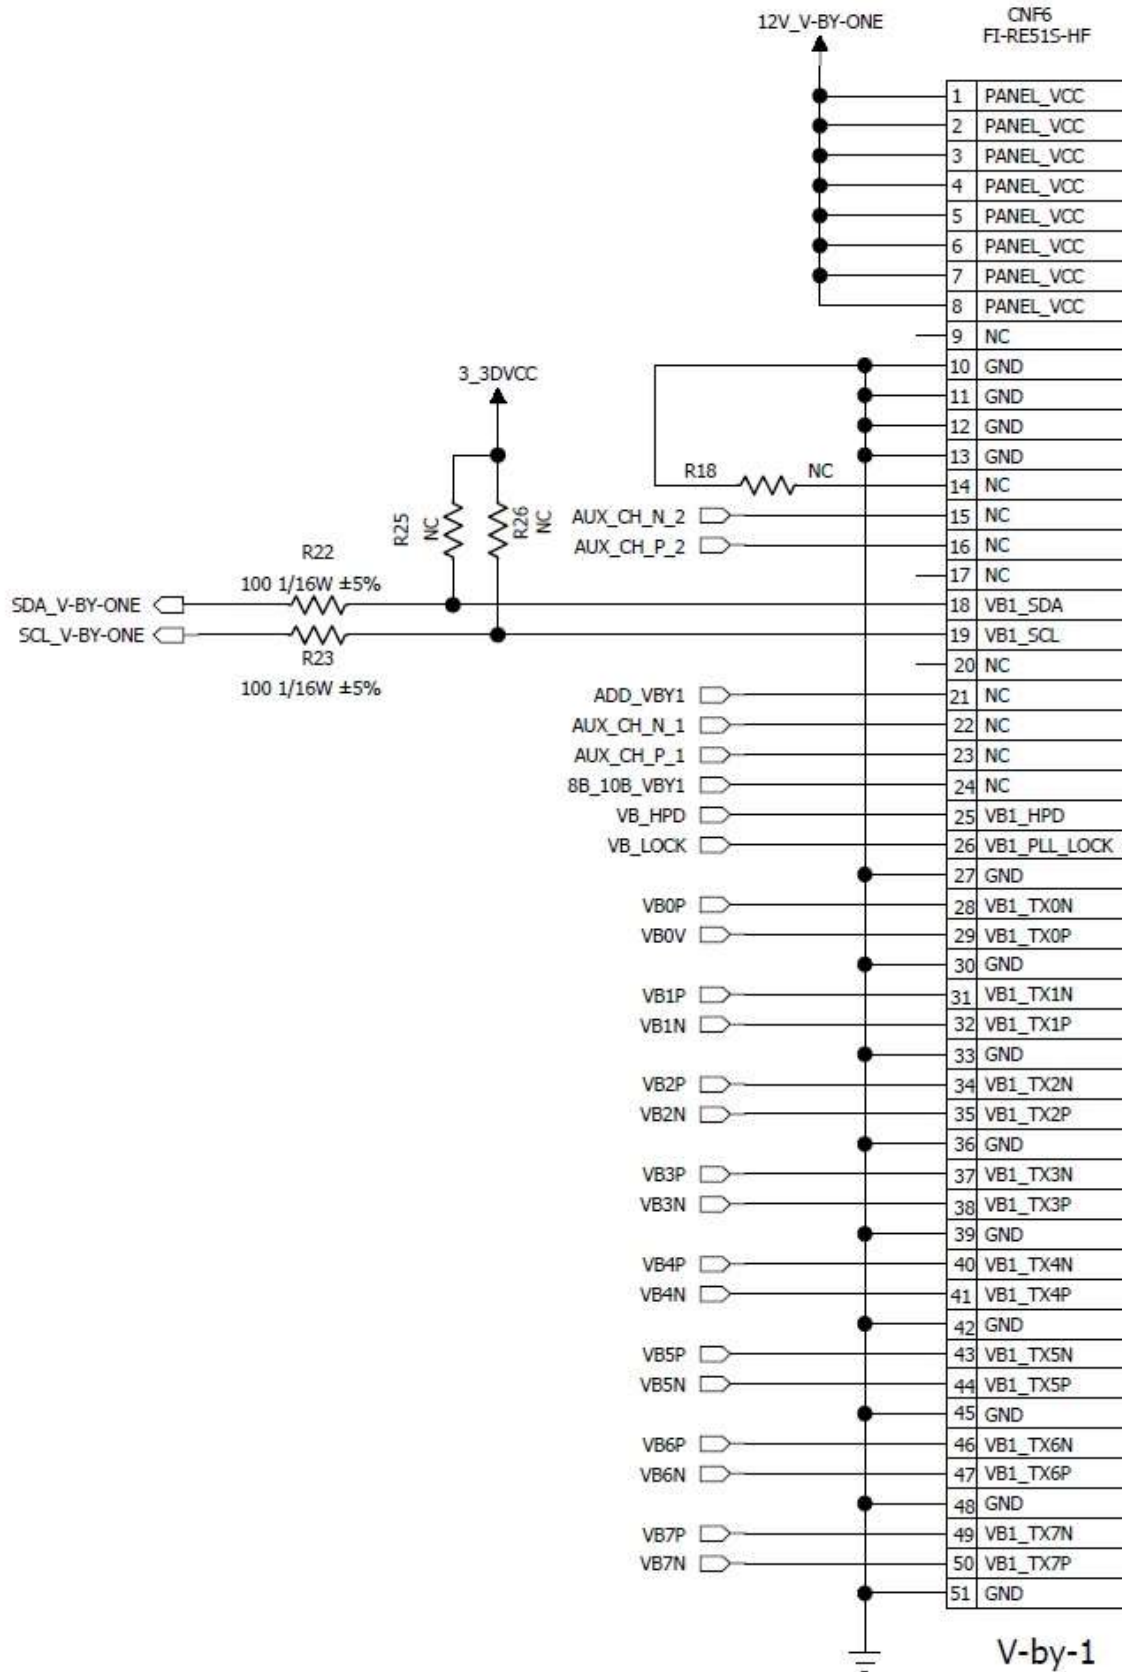 12V_V-BY-ONE
CNF6
FI-RE51S-HF
1 PANEL_VCC
2 PANEL_VCC
3 PANEL_VCC
4 PANEL_VCC
5 PANEL_VCC
6 PANEL_VCC
7 PANEL_VCC
8 PANEL_VCC
9 NC
10 GND
3_3DVCC
11 GND
12 GND
13 GND
R18 NC
14 NC
R25
NC
R26
NC
AUX_CH_N_2 15 NC
AUX_CH_P_2 16 NC
R22
17 NC
100 1/16W ±5%
SDA_V-BY-ONE 18 VB1_SDA
SCL_V-BY-ONE 19 VB1_SCL
R23
20 NC
100 1/16W ±5%
ADD_VBY1 21 NC
AUX_CH_N_1 22 NC
AUX_CH_P_1 23 NC
8B_10B_VBY1 24 NC
VB_HPD 25 VB1_HPD
VB_LOCK 26 VB1_PLL_LOCK
27 GND
VB0P 28 VB1_TX0N
VB0V 29 VB1_TX0P
30 GND
VB1P 31 VB1_TX1N
VB1N 32 VB1_TX1P
33 GND
VB2P 34 VB1_TX2N
VB2N 35 VB1_TX2P
36 GND
VB3P 37 VB1_TX3N
VB3N 38 VB1_TX3P
39 GND
VB4P 40 VB1_TX4N
VB4N 41 VB1_TX4P
42 GND
VB5P 43 VB1_TX5N
VB5N 44 VB1_TX5P
45 GND
VB6P 46 VB1_TX6N
VB6N 47 VB1_TX6P
48 GND
VB7P 49 VB1_TX7N
VB7N 50 VB1_TX7P
51 GND
V-by-1